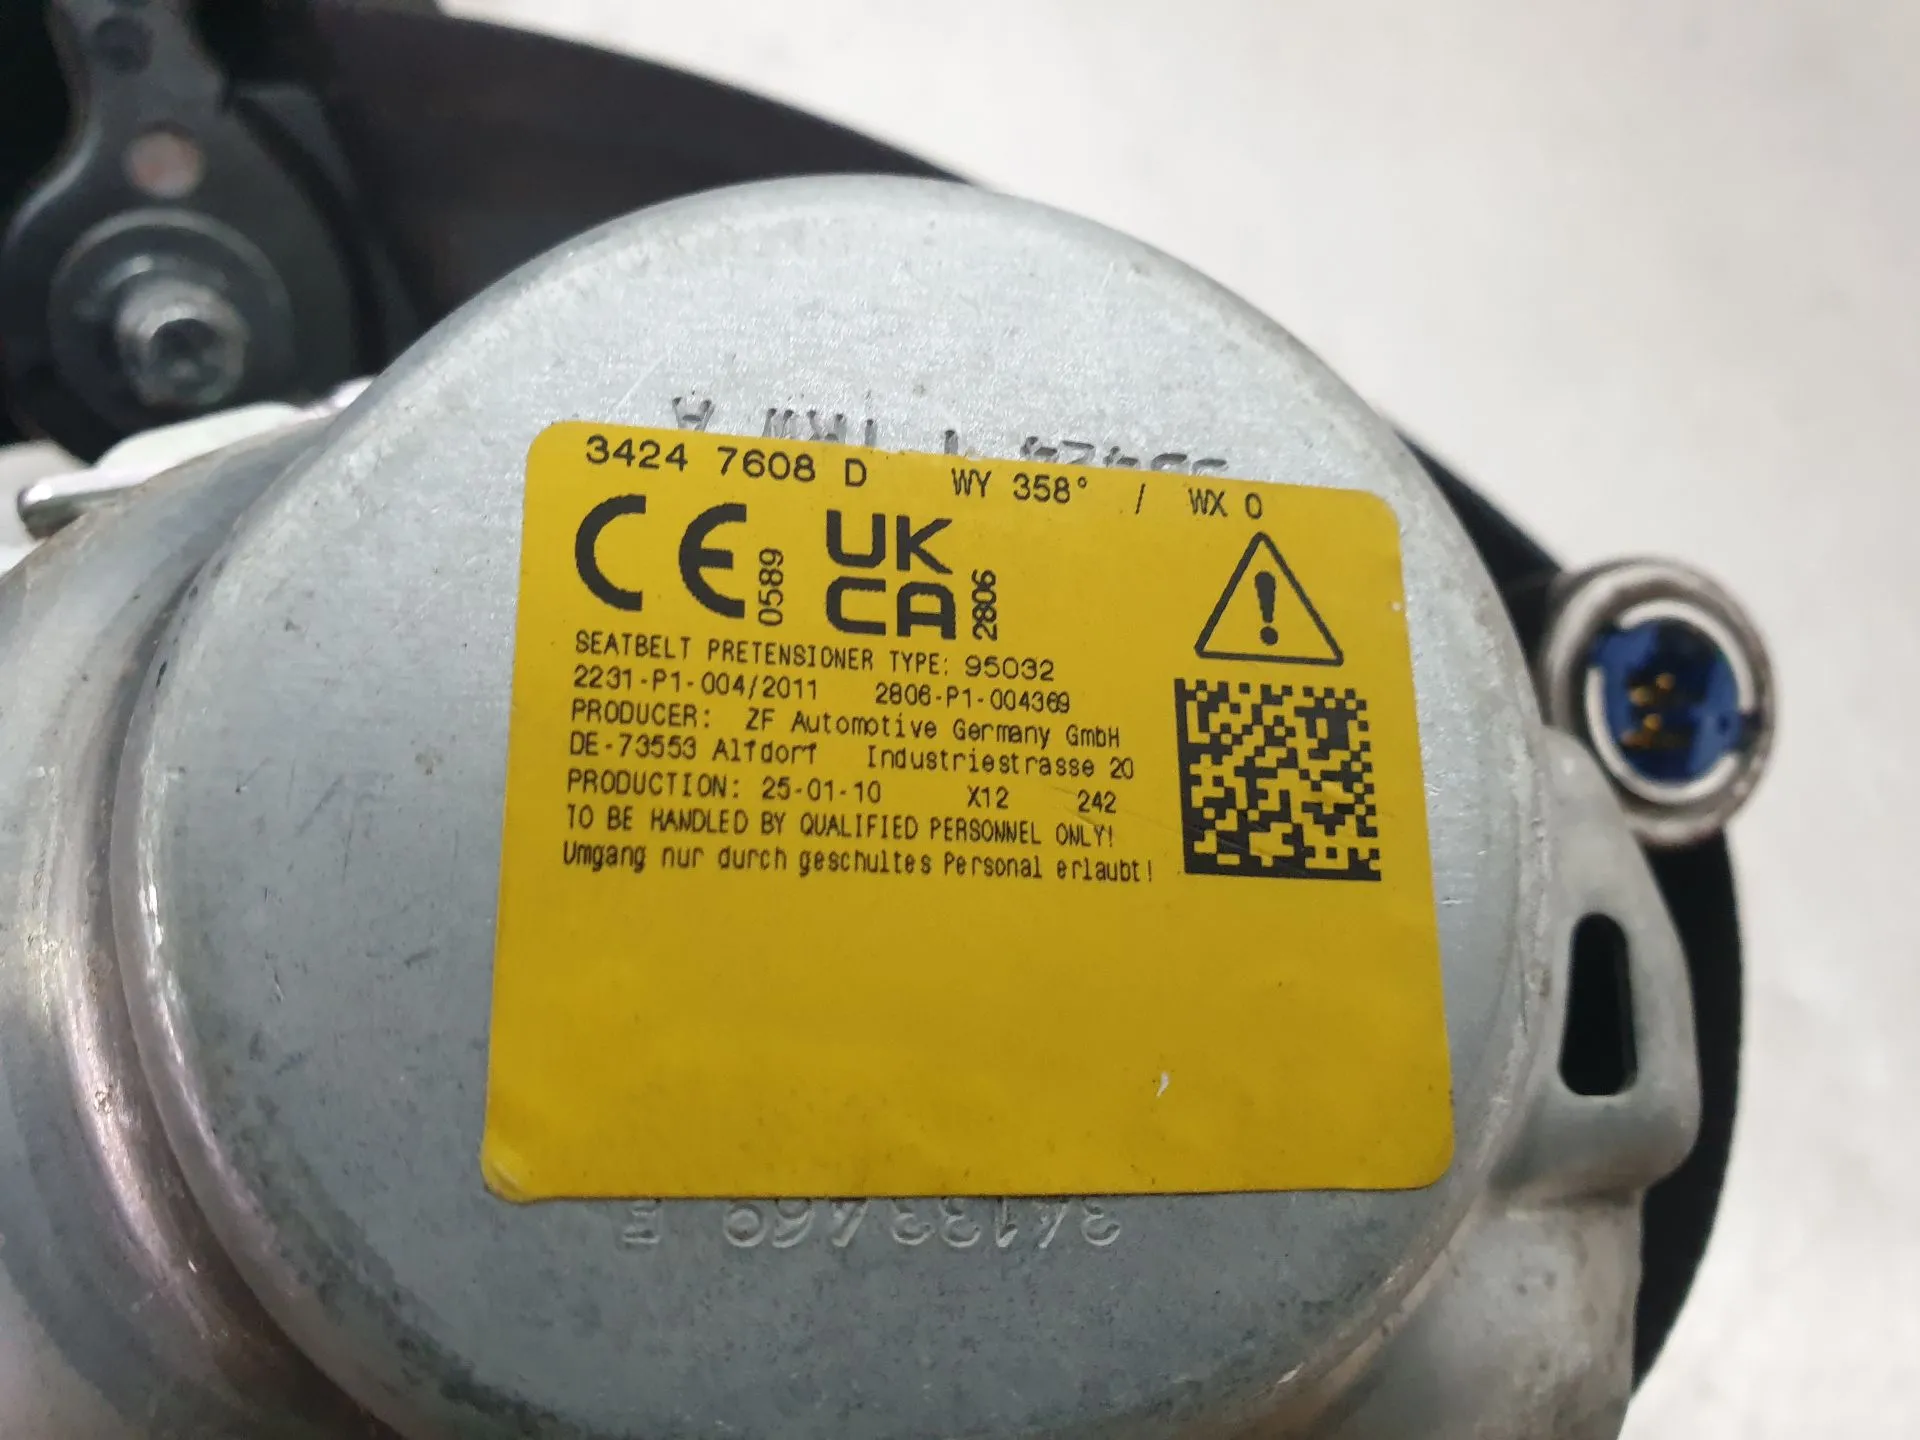 TRW A
3424 7608 D WY 358° / WX 0
CE 0589 UK CA 2806
SEATBELT PRETENSIONER TYPE: 95032
2231-P1-004/2011 2806-P1-004369
PRODUCER: ZF Automotive Germany GmbH
DE-73553 Alfdorf Industriestrasse 20
PRODUCTION: 25-01-10 X12 242
TO BE HANDLED BY QUALIFIED PERSONNEL ONLY!
Umgang nur durch geschultes Personal erlaubt!
34133469 E